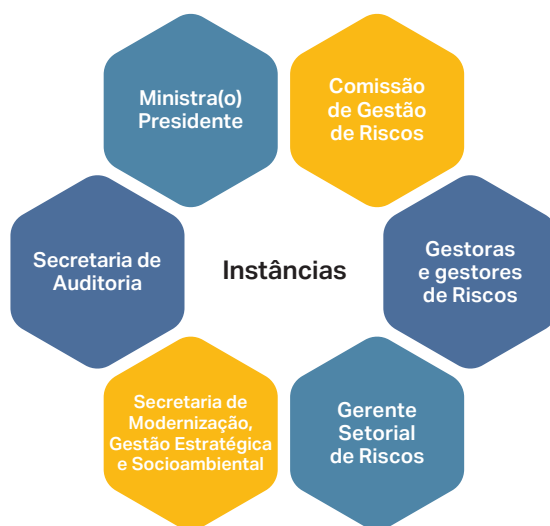 Ministra(o)
Presidente
Comissão
de Gestão
de Riscos
Secretaria de
Auditoria
Instâncias
Gestoras
e gestores
de Riscos
Secretaria de
Modernização,
Gestão Estratégica
e Socioambiental
Gerente
Setorial
de Riscos